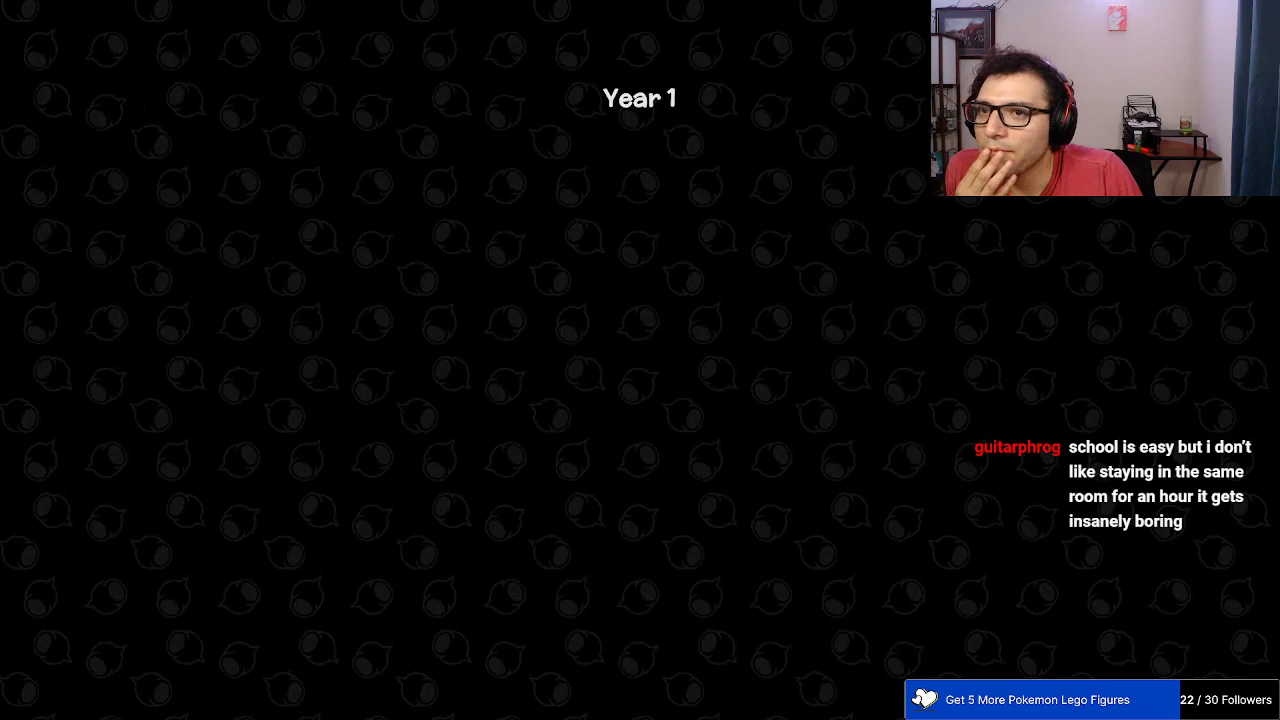 Year 1
guitarphrog school is easy but i don't
like staying in the same
room for an hour it gets
insanely boring
Get 5 More Pokemon Lego Figures 22 / 30 Followers